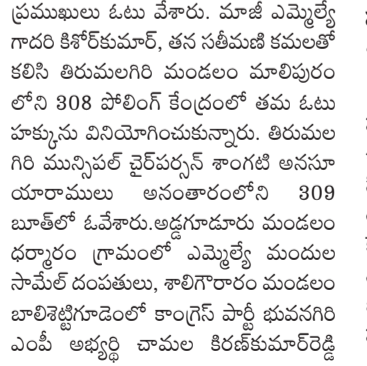 ప్రముఖులు ఓటు వేశారు. మాజీ ఎమ్మెల్యే
గాదరి కిశోర్‌కుమార్, తన సతీమణి కమలతో
కలిసి తిరుమలగిరి మండలం మాలిపురం
లోని 308 పోలింగ్ కేంద్రంలో తమ ఓటు
హక్కును వినియోగించుకున్నారు. తిరుమల
గిరి మున్సిపల్ చైర్‌పర్సన్ శాంగటి అనసూ
యారాములు అనంతారంలోని 309
బూత్‌లో ఓవేశారు.అడ్డగూడూరు మండలం
ధర్మారం గ్రామంలో ఎమ్మెల్యే మందుల
సామేల్ దంపతులు, శాలిగౌరారం మండలం
బాలిశెట్టిగూడెంలో కాంగ్రెస్ పార్టీ భువనగిరి
ఎంపీ అభ్యర్థి చామల కిరణ్‌కుమార్‌రెడ్డి